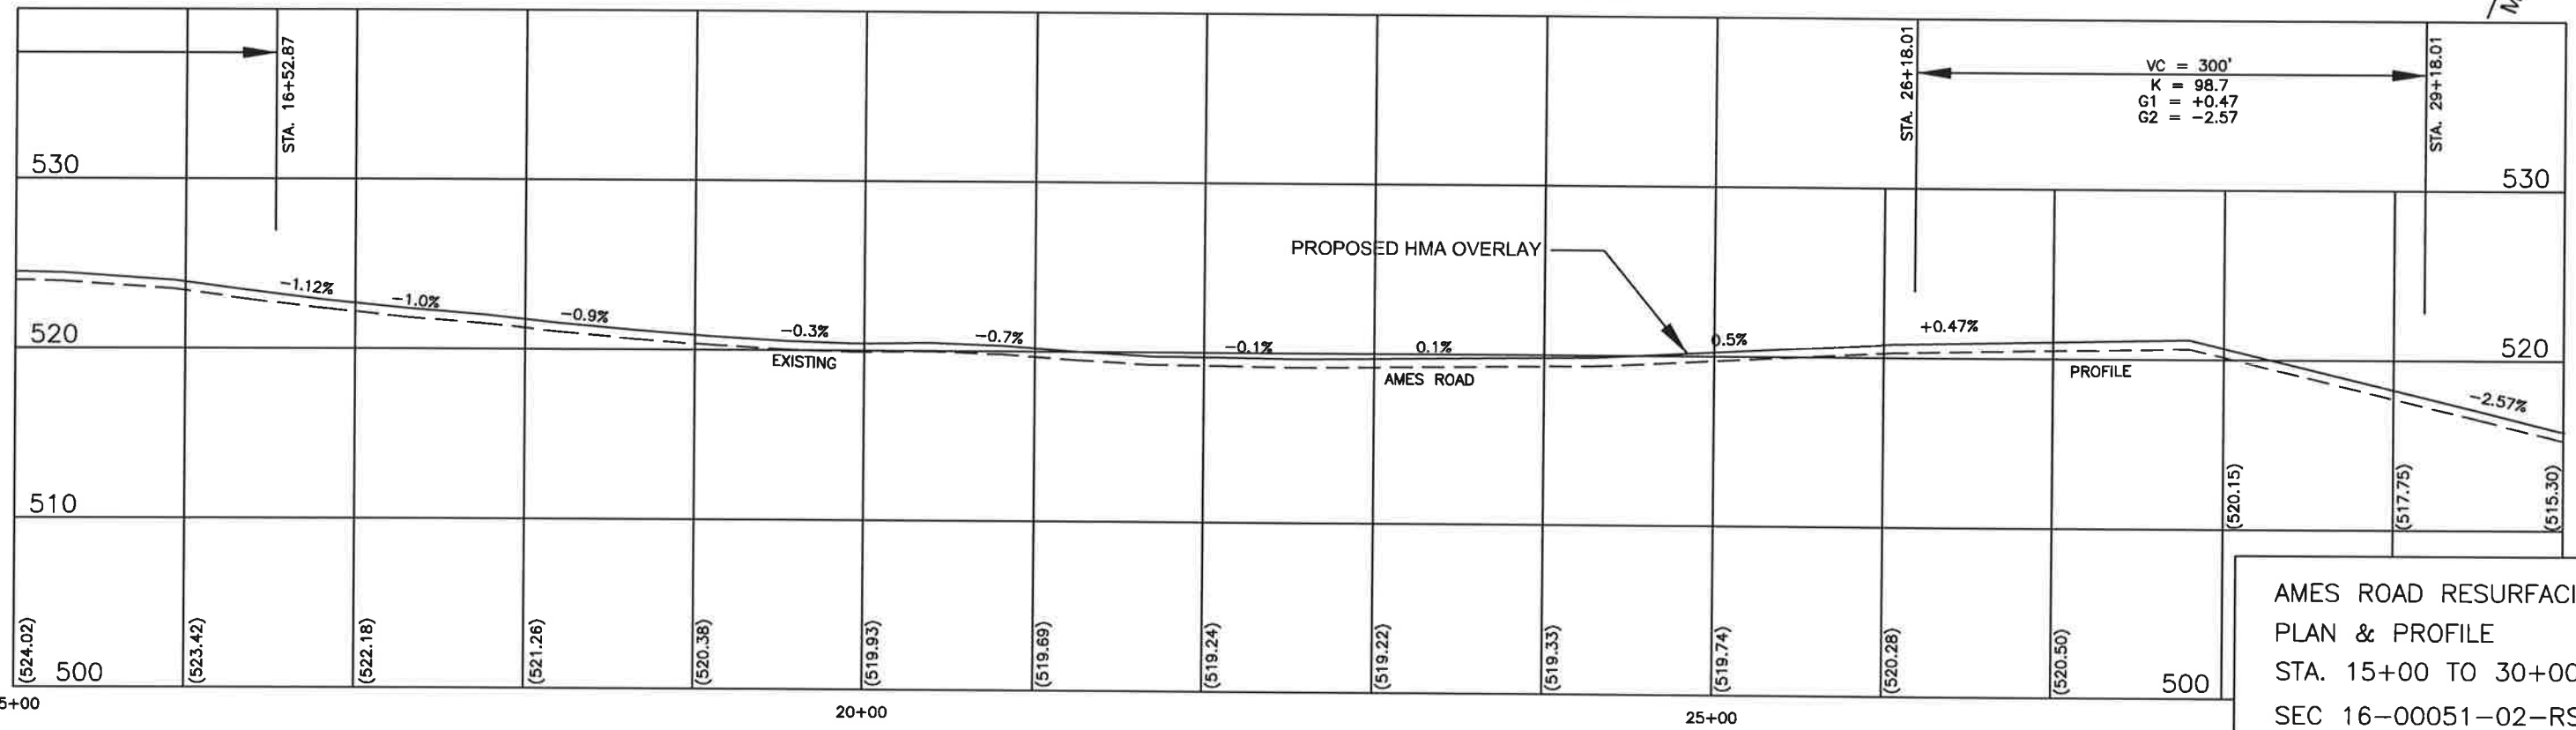 STA. 16+52.87
STA. 26+18.01
VC = 300'
K = 98.7
G1 = +0.47
G2 = -2.57
STA. 29+18.01
530
530
PROPOSED HMA OVERLAY
-1.12%
-1.0%
-0.9%
-0.3%
-0.7%
-0.1%
0.1%
0.5%
+0.47%
-2.57%
520
520
EXISTING
AMES ROAD
PROFILE
510
(524.02)
(523.42)
(522.18)
(521.26)
(520.38)
(519.93)
(519.69)
(519.24)
(519.22)
(519.33)
(519.74)
(520.28)
(520.50)
(520.15)
(517.75)
(515.30)
500
500
5+00
20+00
25+00
AMES ROAD RESURFACI
PLAN & PROFILE
STA. 15+00 TO 30+00
SEC 16-00051-02-RS